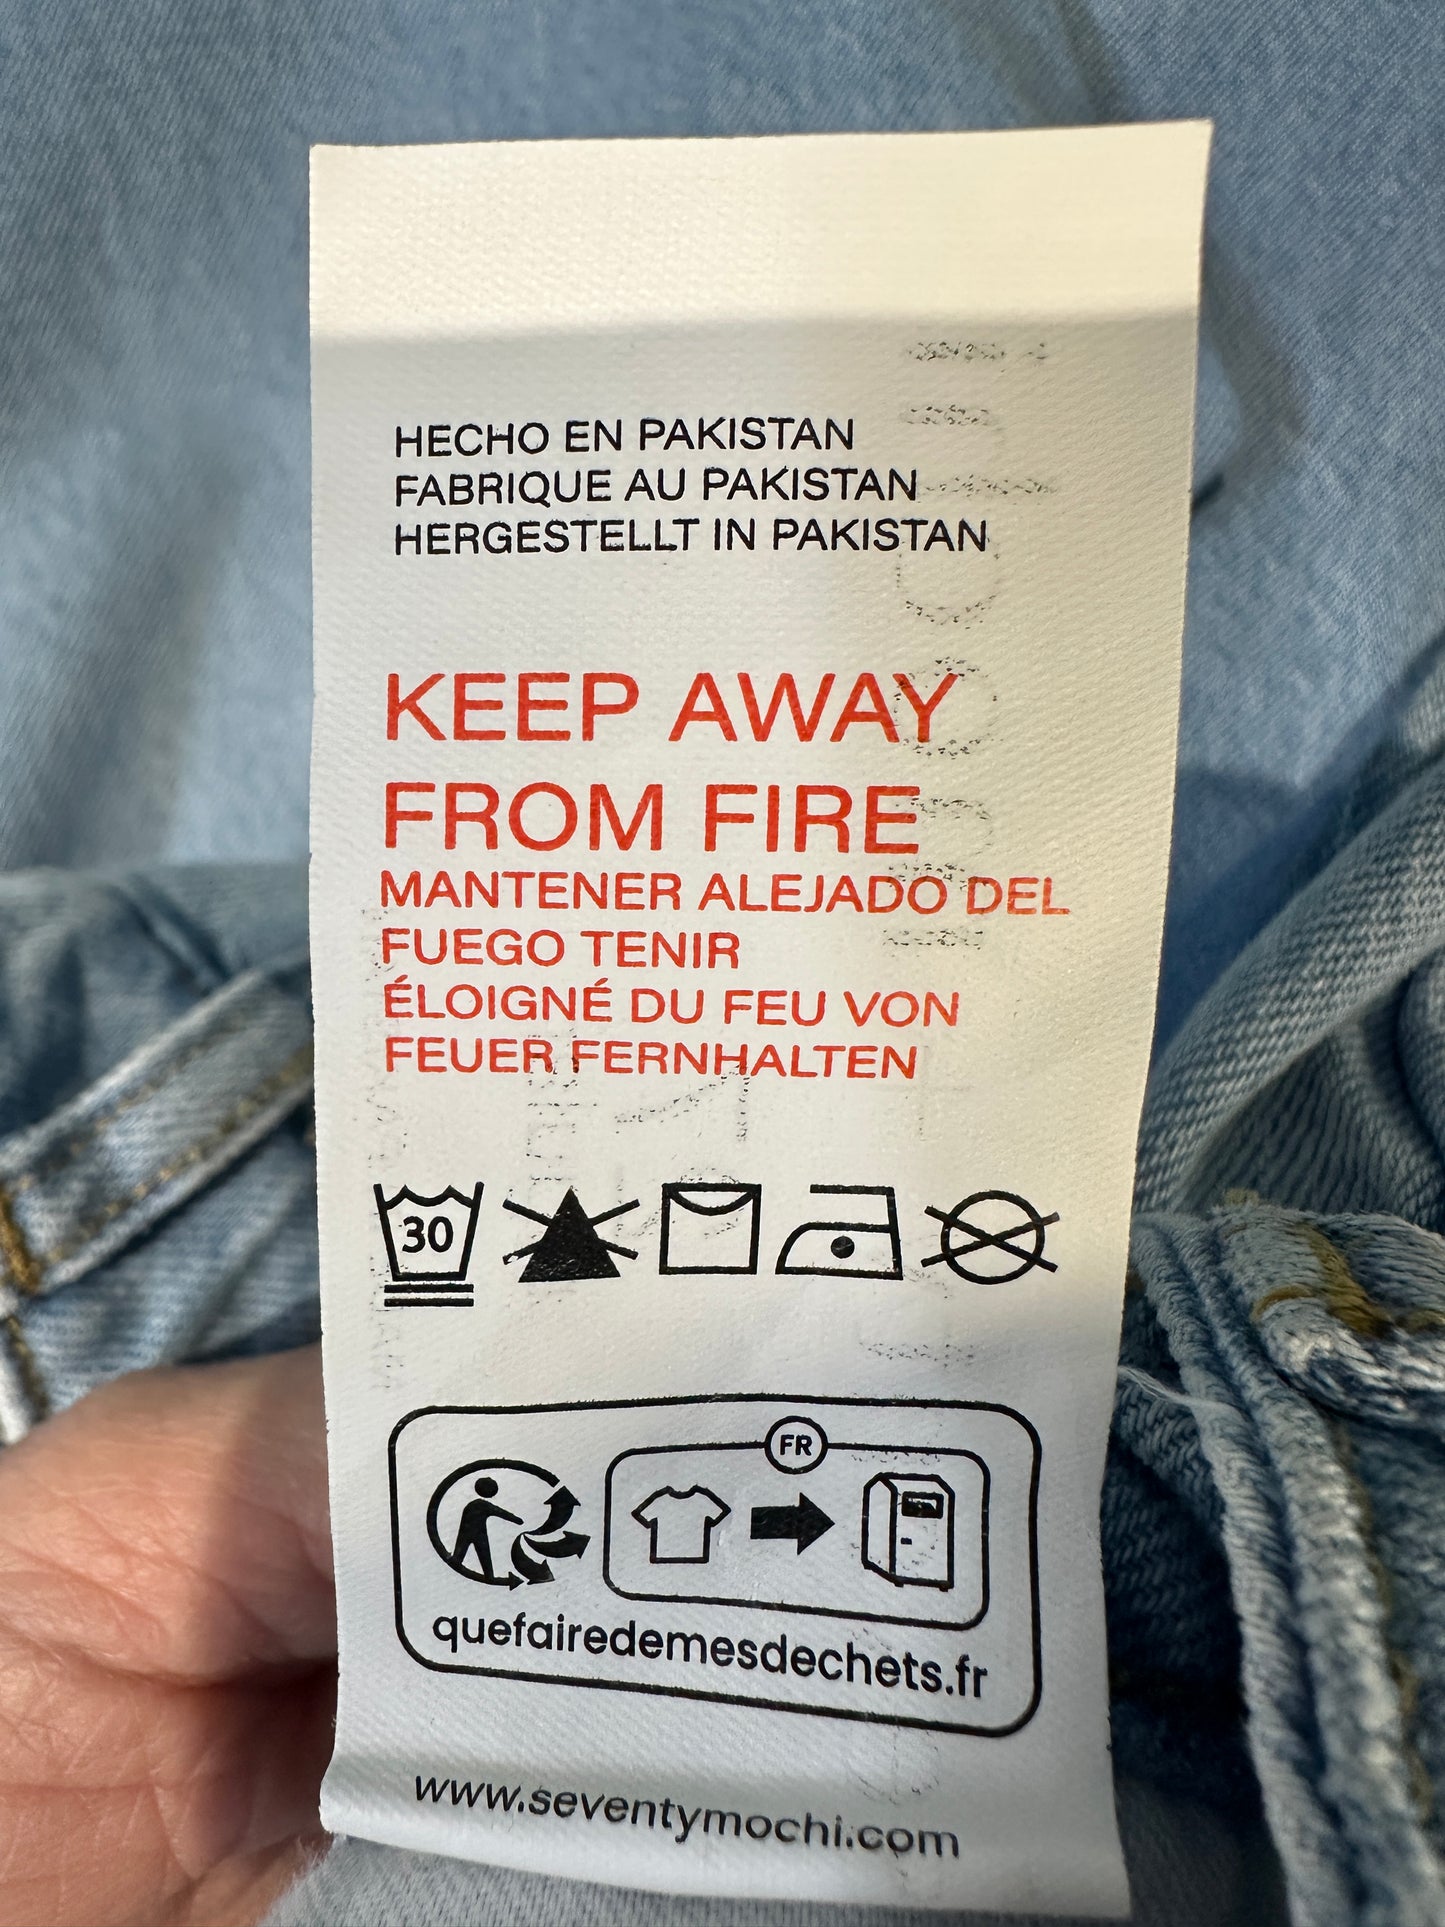 HECHO EN PAKISTAN
FABRIQUE AU PAKISTAN
HERGESTELLT IN PAKISTAN
KEEP AWAY
FROM FIRE
MANTENER ALEJADO DEL
FUEGO TENIR
ÉLOIGNÉ DU FEU VON
FEUER FERNHALTEN
30
FR
quefairedemesdechets.fr
www.seventymochi.com